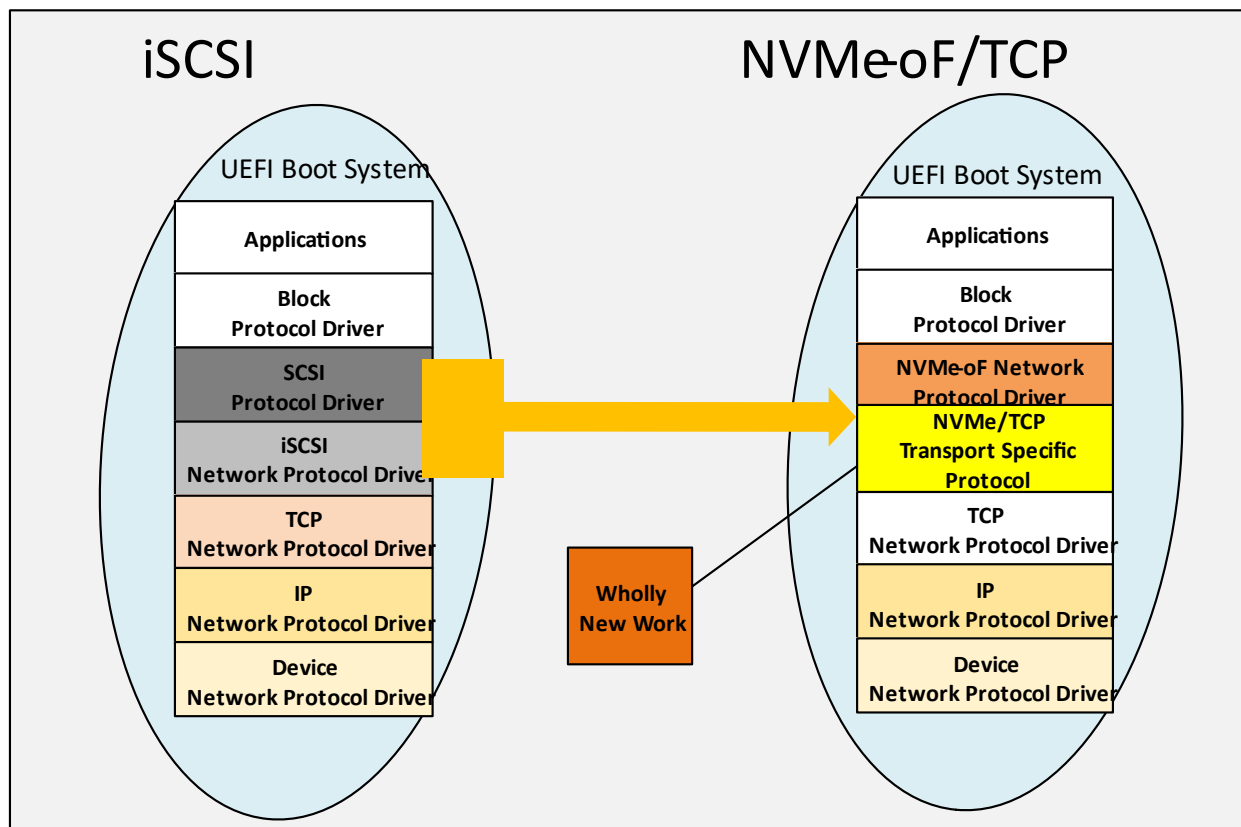 iSCSI
UEFI Boot System
Applications
Block
Protocol Driver
SCSI
Protocol Driver
iSCSI
Network Protocol Driver
TCP
Network Protocol Driver
IP
Network Protocol Driver
Device
Network Protocol Driver
Wholly
New Work
NVMe-oF/TCP
UEFI Boot System
Applications
Block
Protocol Driver
NVMe-oF Network
Protocol Driver
NVMe/TCP
Transport Specific
Protocol
TCP
Network Protocol Driver
IP
Network Protocol Driver
Device
Network Protocol Driver